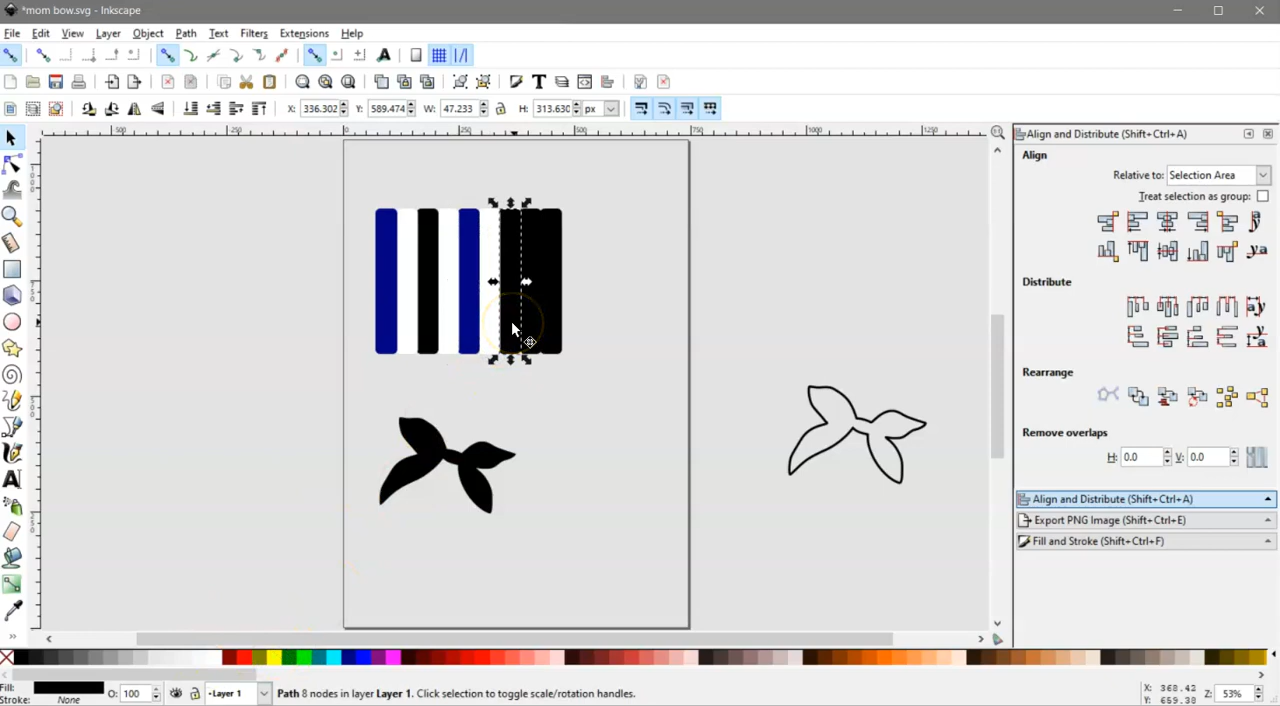 *mom bow.svg - Inkscape
File Edit View Layer Object Path Text Filters Extensions Help
X: 336.302 Y: 589.474 W: 47.233 H: 313.630 px
Align and Distribute (Shift+Ctrl+A)
Align
Relative to: Selection Area
Treat selection as group:
Distribute
Rearrange
Remove overlaps
H: 0.0 V: 0.0
Align and Distribute (Shift+Ctrl+A)
Export PNG Image (Shift+Ctrl+E)
Fill and Stroke (Shift+Ctrl+F)
Fill:
Stroke: None
O: 100
-Layer 1
Path 8 nodes in layer Layer 1. Click selection to toggle scale/rotation handles.
X: 368.42
Y: 659.38
Z: 53%